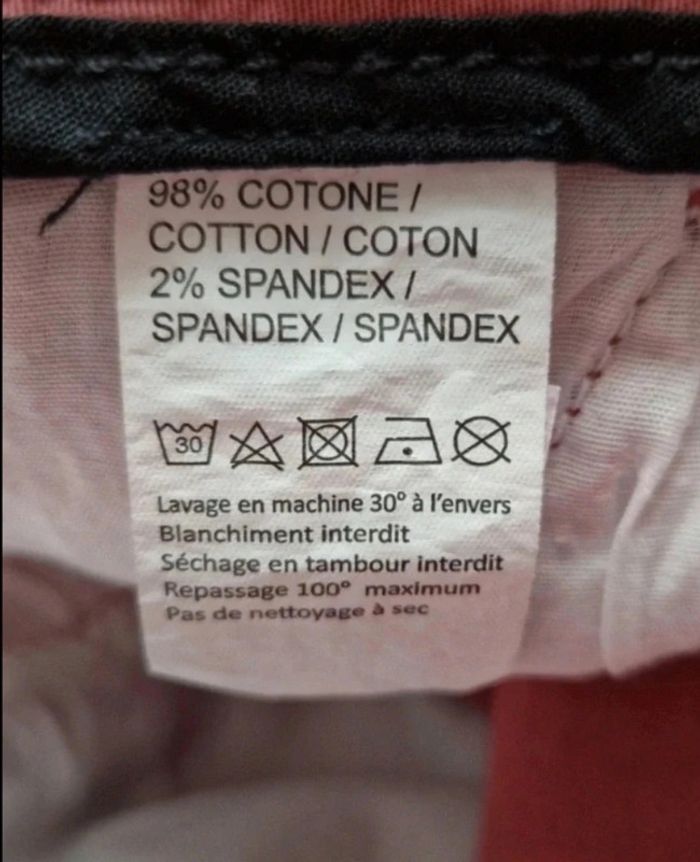 98% COTONE /
COTTON / COTON
2% SPANDEX /
SPANDEX / SPANDEX
30
Lavage en machine 30° à l’envers
Blanchiment interdit
Séchage en tambour interdit
Repassage 100° maximum
Pas de nettoyage à sec